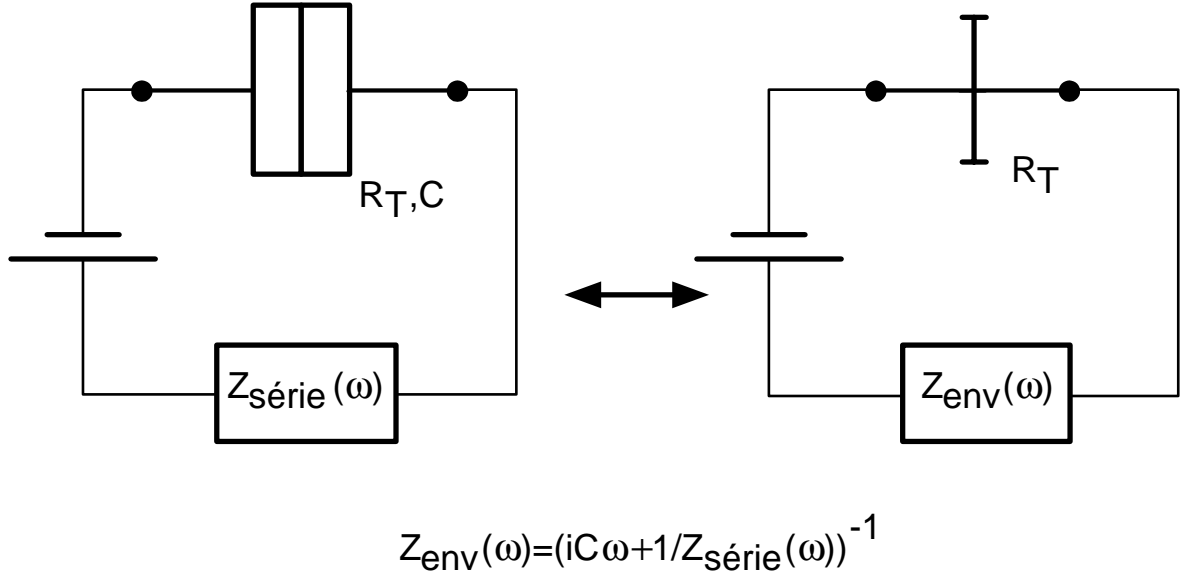 R_T,C
R_T
Z_série(ω)
Z_env(ω)
Z_env(ω)=(iCω+1/Z_série(ω))^-1